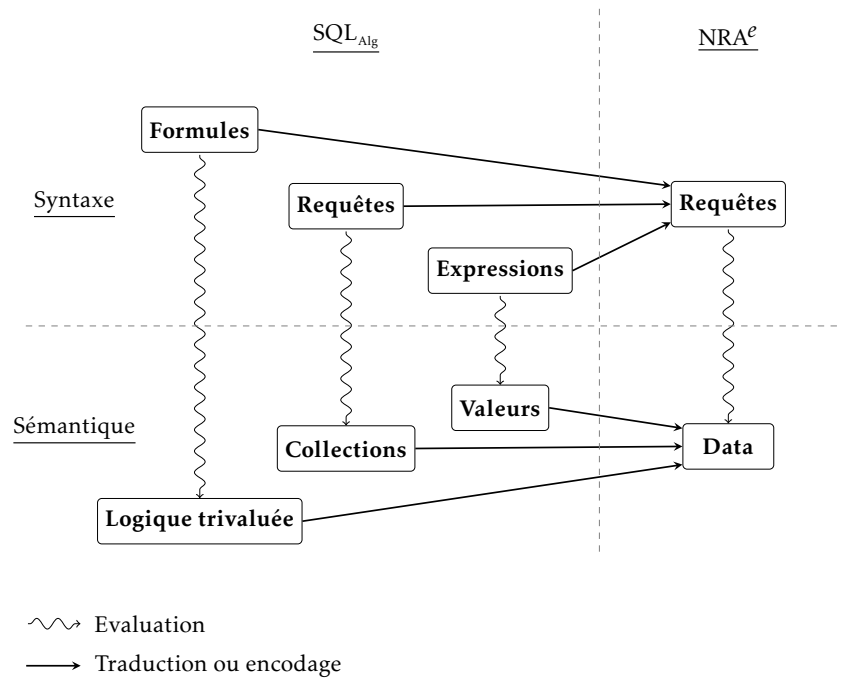 SQL_Alg
NRA^e
Formules
Syntaxe
Requêtes
Requêtes
Expressions
Valeurs
Sémantique
Collections
Data
Logique trivaluée
Evaluation
Traduction ou encodage